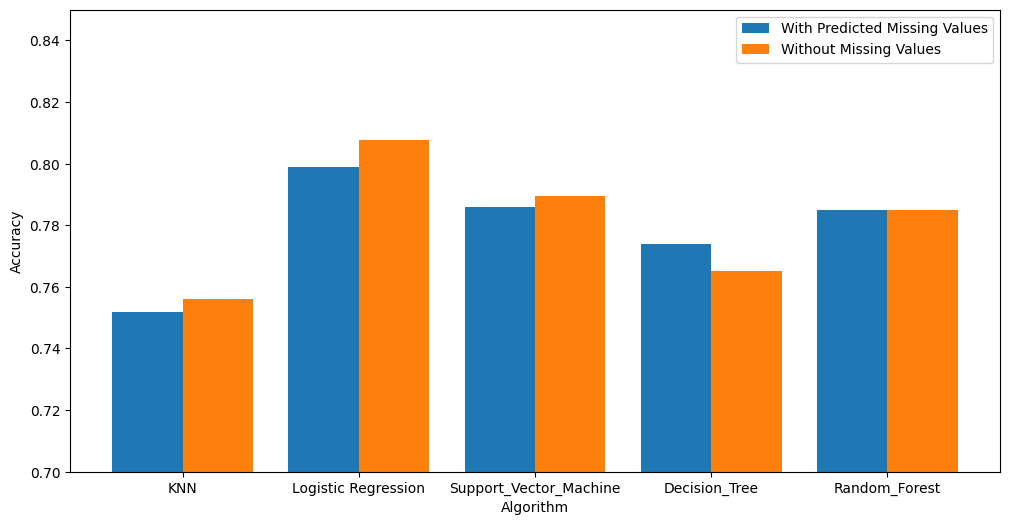 With Predicted Missing Values
Without Missing Values
Accuracy
0.84
0.82
0.80
0.78
0.76
0.74
0.72
0.70
KNN
Logistic Regression
Support_Vector_Machine
Decision_Tree
Random_Forest
Algorithm